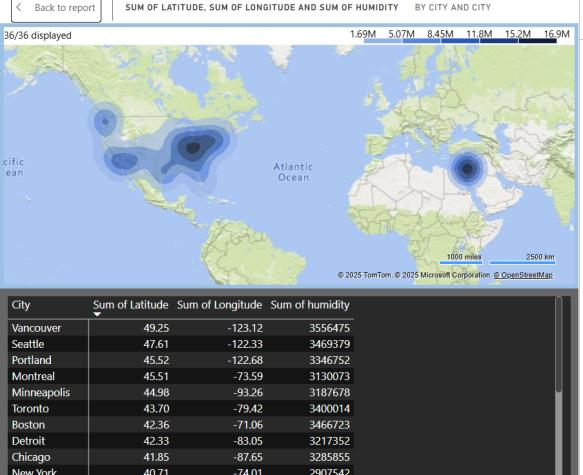 Back to report
SUM OF LATITUDE, SUM OF LONGITUDE AND SUM OF HUMIDITY BY CITY AND CITY
36/36 displayed
1.69M 5.07M 8.45M 11.8M 15.2M 16.9M
cific
ean
Atlantic
Ocean
1000 miles 2500 km
© 2025 TomTom, © 2025 Microsoft Corporation, © OpenStreetMap
City Sum of Latitude Sum of Longitude Sum of humidity
Vancouver 49.25 -123.12 3556475
Seattle 47.61 -122.33 3469379
Portland 45.52 -122.68 3346752
Montreal 45.51 -73.59 3130073
Minneapolis 44.98 -93.26 3187678
Toronto 43.70 -79.42 3400014
Boston 42.36 -71.06 3466723
Detroit 42.33 -83.05 3217352
Chicago 41.85 -87.65 3285855
New York 40.71 -74.01 2907542